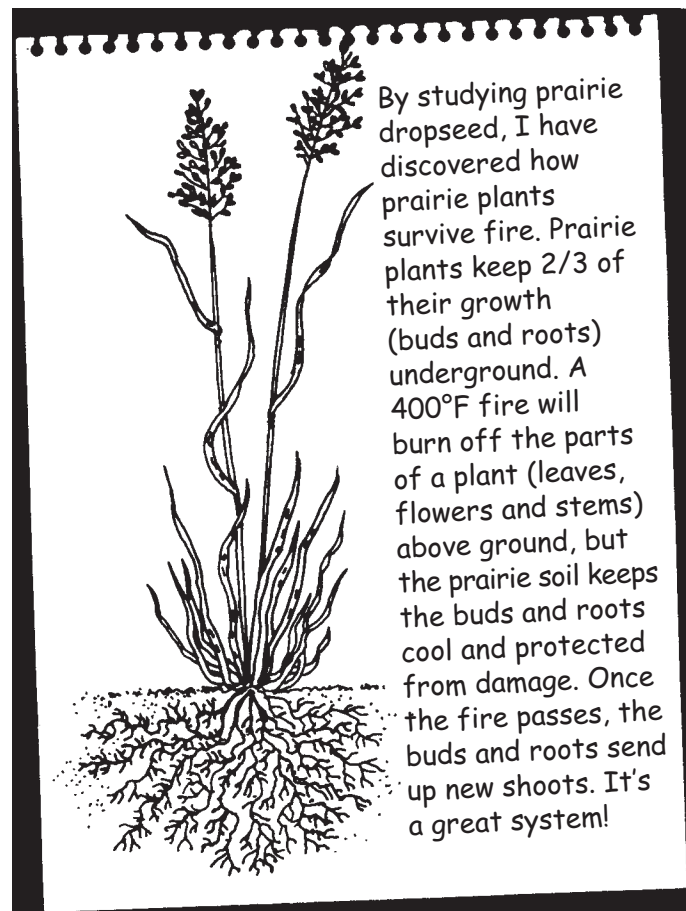 By studying prairie
dropseed, I have
discovered how
prairie plants
survive fire. Prairie
plants keep 2/3 of
their growth
(buds and roots)
underground. A
400°F fire will
burn off the parts
of a plant (leaves,
flowers and stems)
above ground, but
the prairie soil keeps
the buds and roots
cool and protected
from damage. Once
the fire passes, the
buds and roots send
up new shoots. It's
a great system!